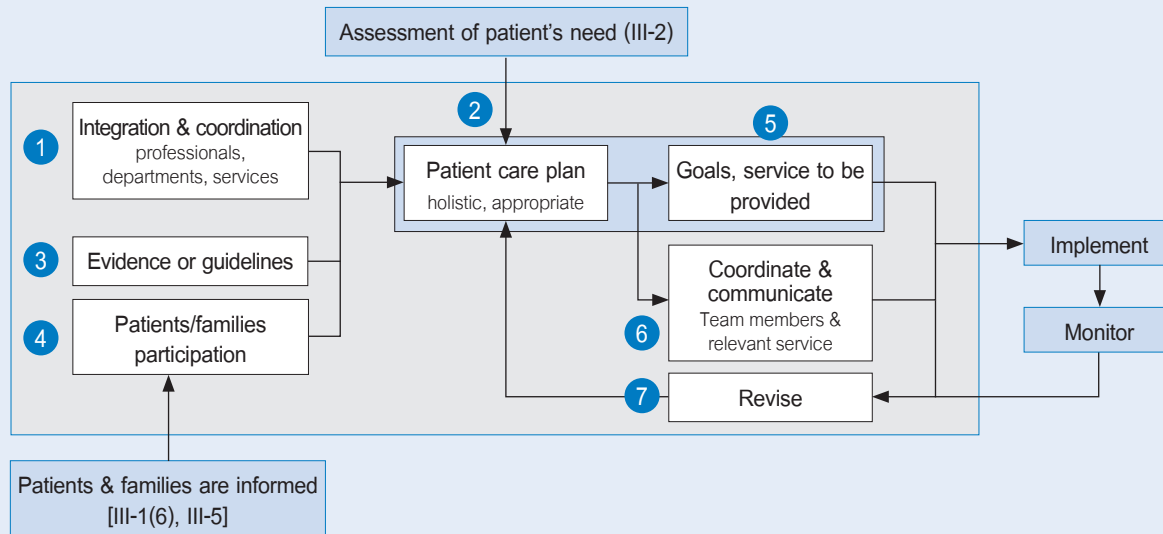 Assessment of patient's need (III-2)
2
5
1
Integration & coordination
professionals,
departments, services
Patient care plan
holistic, appropriate
Goals, service to be
provided
3
Evidence or guidelines
Implement
4
Patients/families
participation
6
Coordinate &
communicate
Team members &
relevant service
Monitor
7
Revise
Patients & families are informed
[III-1(6), III-5]